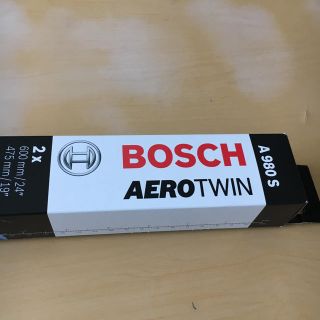 2 x
600 mm / 24"
475 mm / 19"
BOSCH
AEROTWIN
A 980 S